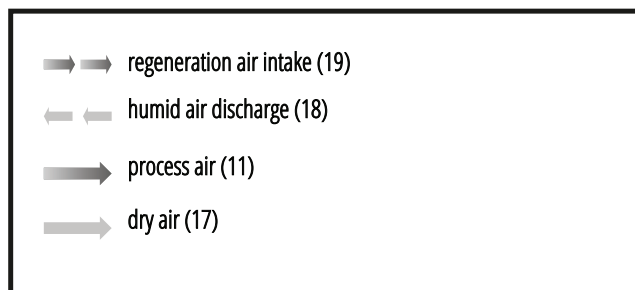 regeneration air intake (19)
humid air discharge (18)
process air (11)
dry air (17)